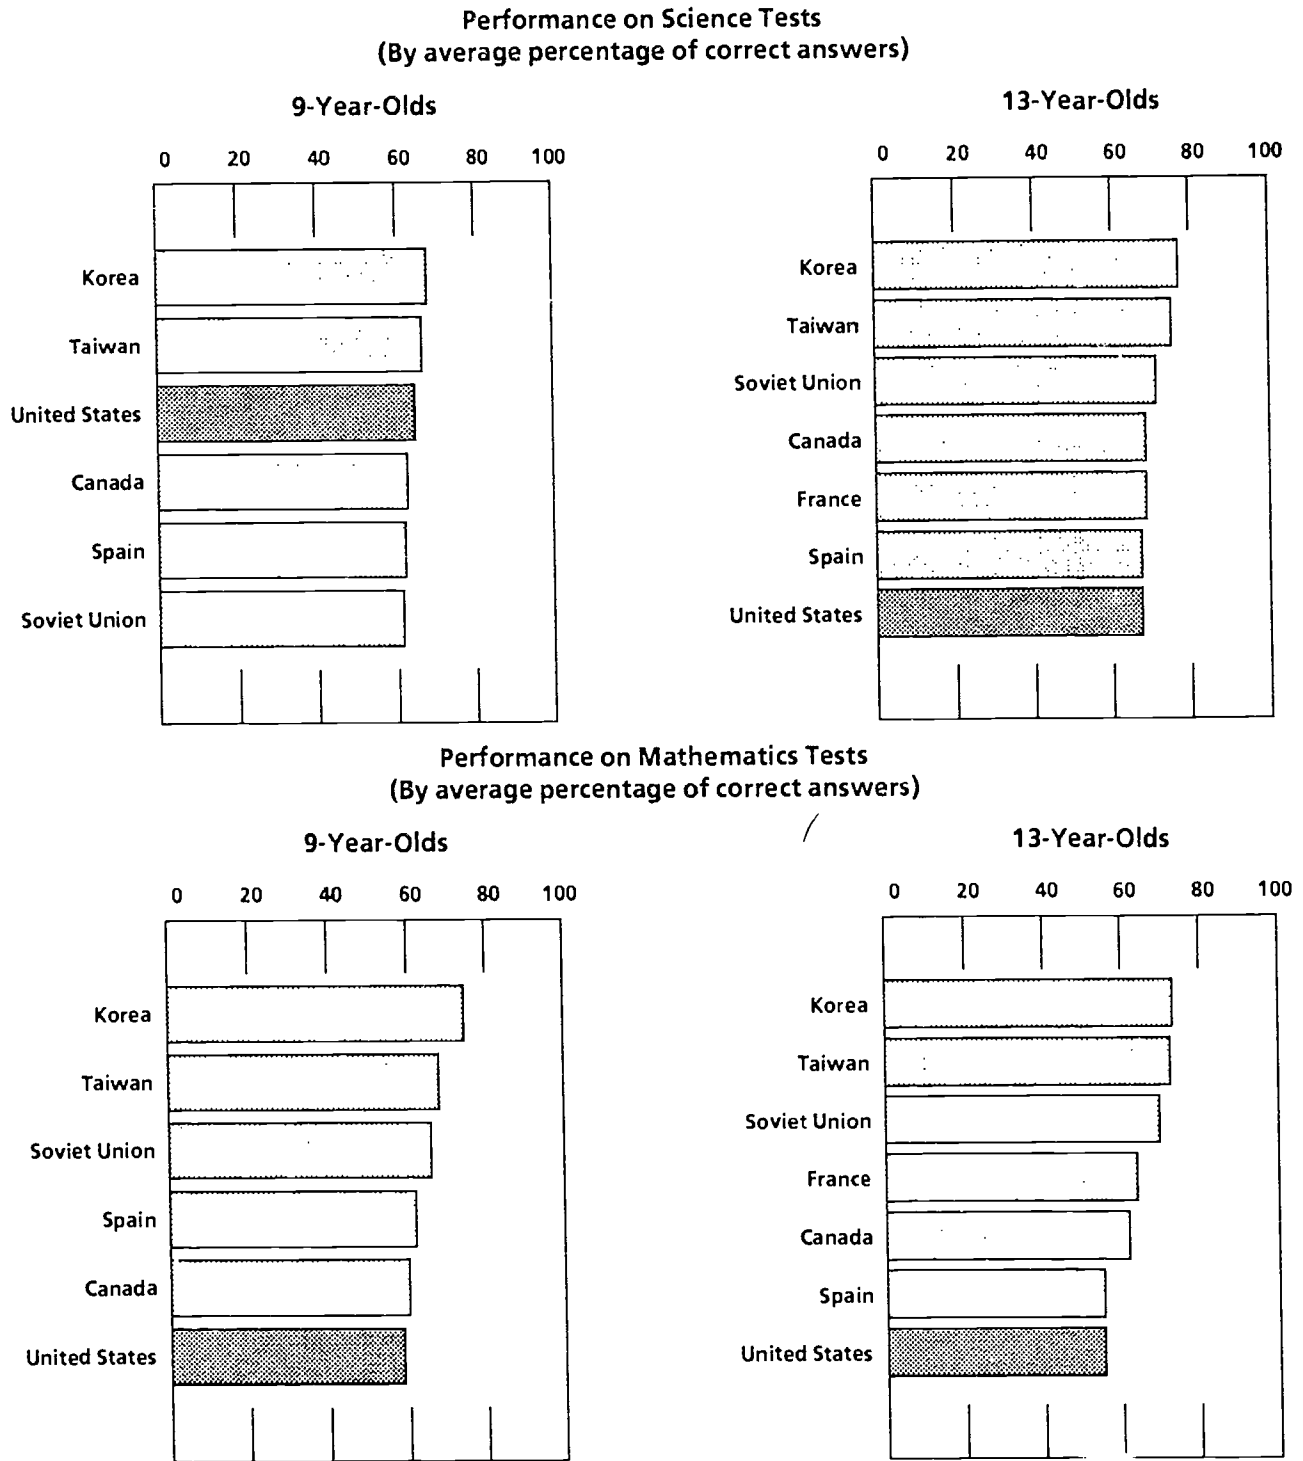 Performance on Science Tests
(By average percentage of correct answers)
9-Year-Olds
0 20 40 60 80 100
Korea
Taiwan
United States
Canada
Spain
Soviet Union
13-Year-Olds
0 20 40 60 80 100
Korea
Taiwan
Soviet Union
Canada
France
Spain
United States
Performance on Mathematics Tests
(By average percentage of correct answers)
9-Year-Olds
0 20 40 60 80 100
Korea
Taiwan
Soviet Union
Spain
Canada
United States
13-Year-Olds
0 20 40 60 80 100
Korea
Taiwan
Soviet Union
France
Canada
Spain
United States